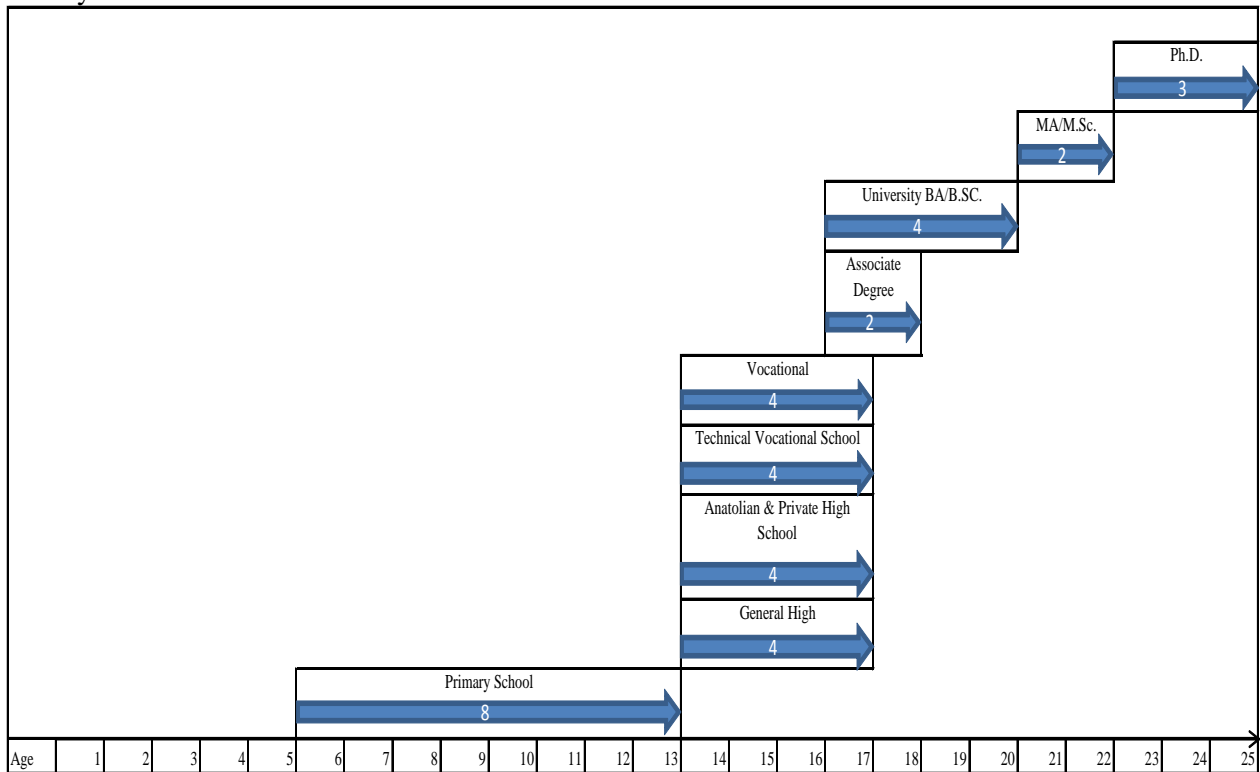 Ph.D.
3
MA/M.Sc.
2
University BA/B.SC.
4
Associate
Degree
2
Vocational
4
Technical Vocational School
4
Anatolian & Private High
School
4
General High
4
Primary School
8
Age 1 2 3 4 5 6 7 8 9 10 11 12 13 14 15 16 17 18 19 20 21 22 23 24 25